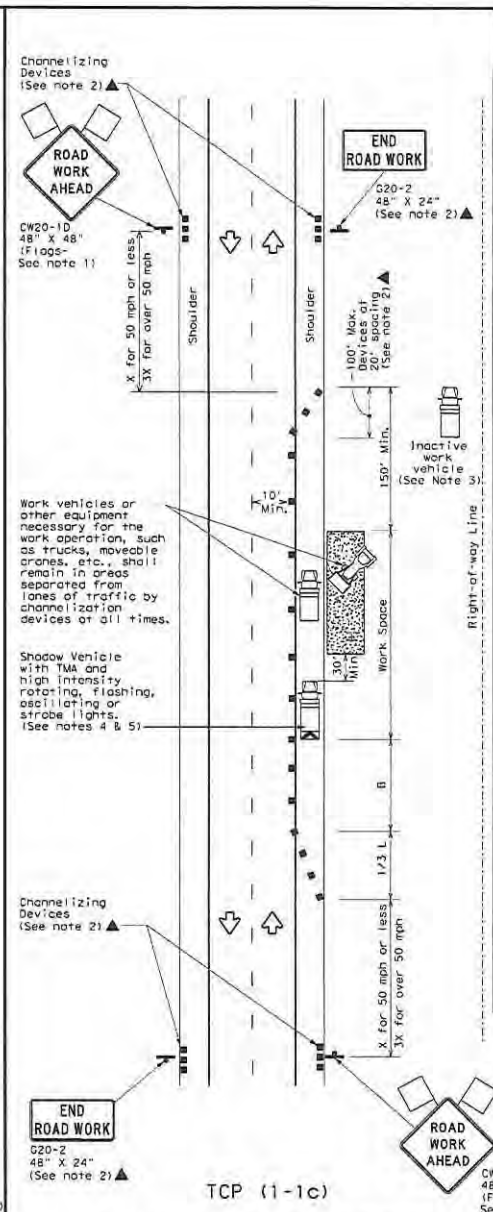 Channelizing
Devices
(See note 2)▲
ROAD
WORK
AHEAD
CW20-1D
48" X 48"
(Flags-
See note 1)
END
ROAD WORK
G20-2
48" X 24"
(See note 2)▲
X for 50 mph or less
3X for over 50 mph
Shoulder
Shoulder
100' Max.
Devices at
20' spacing
(See note 2)▲
150' Min.
Inactive
work
vehicle
(See Note 3)
Right-of-way Line
10'
Min.
Work vehicles or
other equipment
necessary for the
work operation, such
as trucks, moveable
cranes, etc., shall
remain in areas
separated from
lanes of traffic by
channelization
devices at all times.
Work Space
30'
Min
Shadow Vehicle
with TMA and
high intensity
rotating, flashing,
oscillating or
strobe lights.
(See notes 4 & 5)
B
1/3 L
Channelizing
Devices
(See note 2)▲
X for 50 mph or less
3X for over 50 mph
END
ROAD WORK
G20-2
48" X 24"
(See note 2)▲
ROAD
WORK
AHEAD
TCP (1-1c)